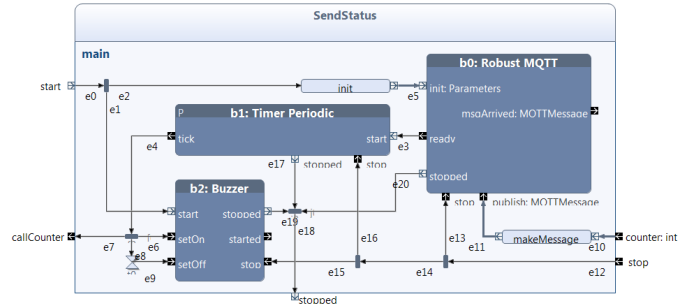 SendStatus
main
b0: Robust MQTT
start
e0
e2
init
e5
init: Parameters
e1
P
b1: Timer Periodic
msgArrived: MOTTMessage
e4
tick
start
e3
ready
e17
stopped
stop
stopped
b2: Buzzer
e20
stop
publish: MOTTMessage
start
stopped
e19
e18
callCounter
e7
e6
setOn
started
e16
e13
e11
makeMessage
e10
counter: int
e8
setOff
stop
e12
stop
e9
e15
e14
stopped